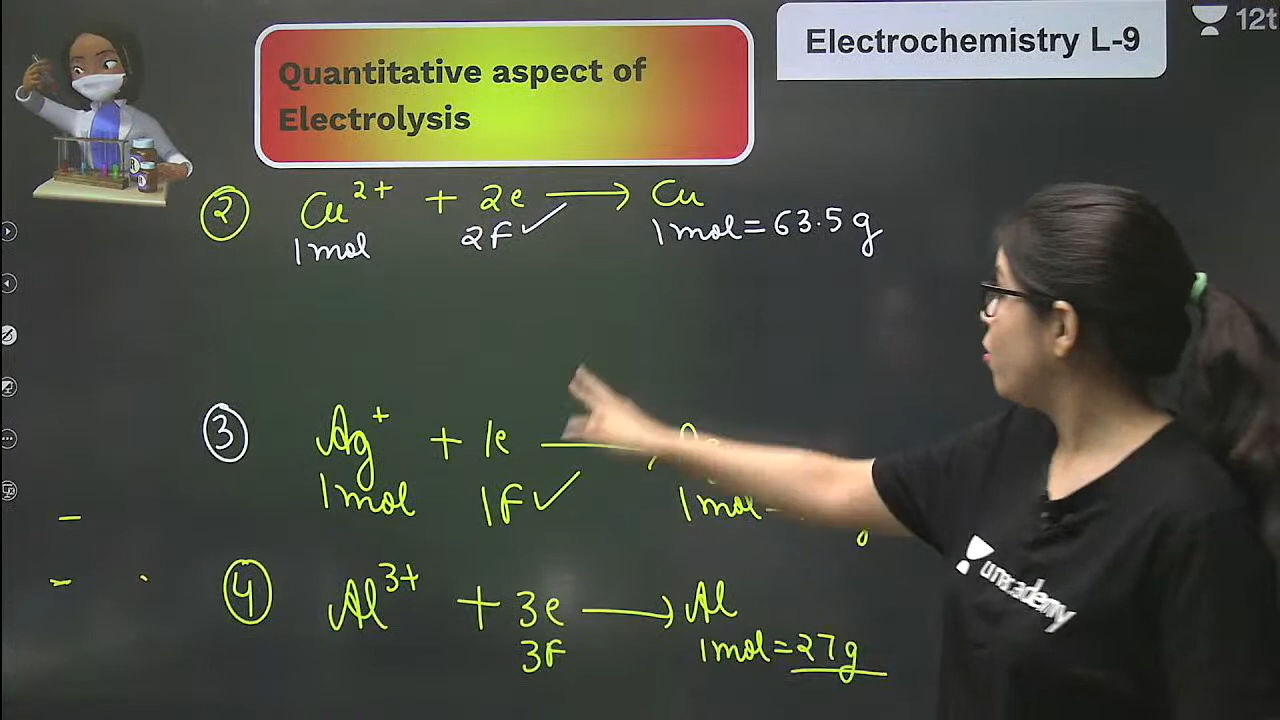 Electrochemistry L-9
12t
Quantitative aspect of
Electrolysis
② Cu²⁺ + 2e ⟶ Cu
1mol 2F ✓ 1mol = 63.5 g
③ Ag⁺ + 1e ⟶
1mol 1F ✓ 1mol
④ Al³⁺ + 3e ⟶ Al
3F 1mol = 27g
unacademy